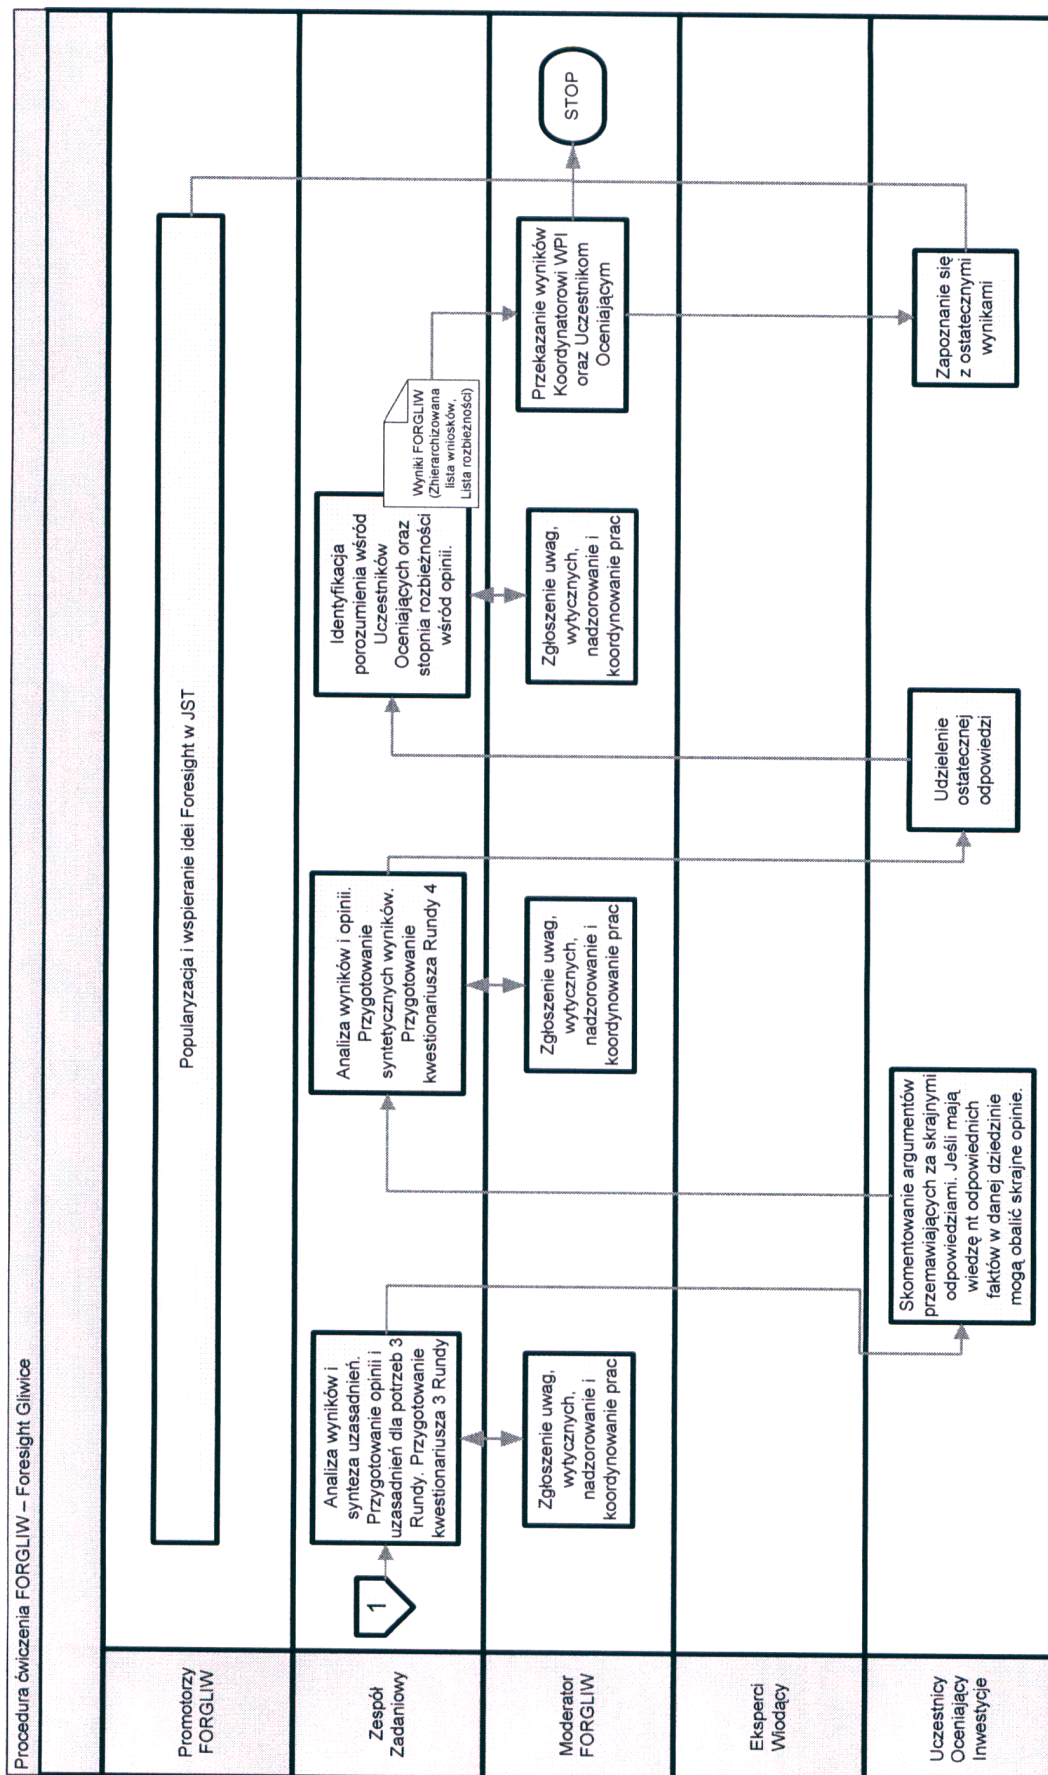 Procedura ćwiczenia FORGLIW – Foresight Gliwice
Promotorzy
FORGLIW
Popularyzacja i wspieranie idei Foresight w JST
Zespół
Zadaniowy
1
Analiza wyników i
synteza uzasadnień.
Przygotowanie opinii i
uzasadnień dla potrzeb 3
Rundy. Przygotowanie
kwestionariusza 3 Rundy
Analiza wyników i opinii.
Przygotowanie
syntetycznych wyników.
Przygotowanie
kwestionariusza Rundy 4
Identyfikacja
porozumienia wśród
Uczestników
Oceniających oraz
stopnia rozbieżności
wśród opinii.
Wyniki FORGLIW
(Zhierarchizowana
lista wniosków,
Lista rozbieżności)
Moderator
FORGLIW
Zgłoszenie uwag,
wytycznych,
nadzorowanie i
koordynowanie prac
Zgłoszenie uwag,
wytycznych,
nadzorowanie i
koordynowanie prac
Zgłoszenie uwag,
wytycznych,
nadzorowanie i
koordynowanie prac
Przekazanie wyników
Koordynatorowi WPI
oraz Uczestnikom
Oceniającym
STOP
Eksperci
Wiodący
Uczestnicy
Oceniający
Inwestycje
Skomentowanie argumentów
przemawiających za skrajnymi
odpowiedziami. Jeśli mają
wiedzę nt odpowiednich
faktów w danej dziedzinie
mogą obalić skrajne opinie.
Udzielenie
ostatecznej
odpowiedzi
Zapoznanie się
z ostatecznymi
wynikami